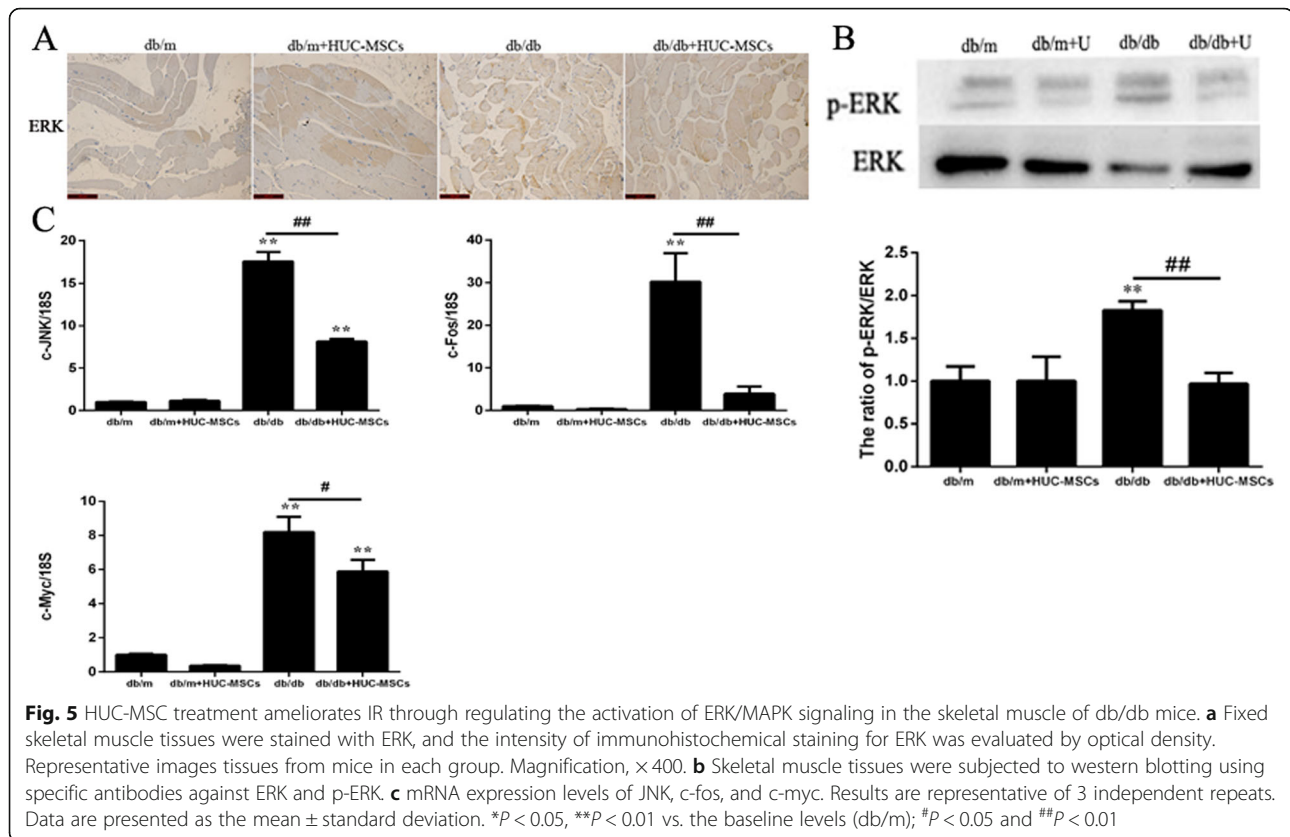 A
db/m db/m+HUC-MSCs db/db db/db+HUC-MSCs
ERK
B
db/m db/m+U db/db db/db+U
p-ERK
ERK
C
##
**
**
20
15
10
5
0
c-JNK/18S
db/m db/m+HUC-MSCs db/db db/db+HUC-MSCs
##
**
40
30
20
10
0
c-Fos/18S
db/m db/m+HUC-MSCs db/db db/db+HUC-MSCs
##
**
2.5
2.0
1.5
1.0
0.5
0.0
The ratio of p-ERK/ERK
db/m db/m+HUC-MSCs db/db db/db+HUC-MSCs
#
**
**
10
8
6
4
2
0
c-Myc/18S
db/m db/m+HUC-MSCs db/db db/db+HUC-MSCs
Fig. 5 HUC-MSC treatment ameliorates IR through regulating the activation of ERK/MAPK signaling in the skeletal muscle of db/db mice. a Fixed
skeletal muscle tissues were stained with ERK, and the intensity of immunohistochemical staining for ERK was evaluated by optical density.
Representative images tissues from mice in each group. Magnification, × 400. b Skeletal muscle tissues were subjected to western blotting using
specific antibodies against ERK and p-ERK. c mRNA expression levels of JNK, c-fos, and c-myc. Results are representative of 3 independent repeats.
Data are presented as the mean ± standard deviation. *P < 0.05, **P < 0.01 vs. the baseline levels (db/m); #P < 0.05 and ##P < 0.01